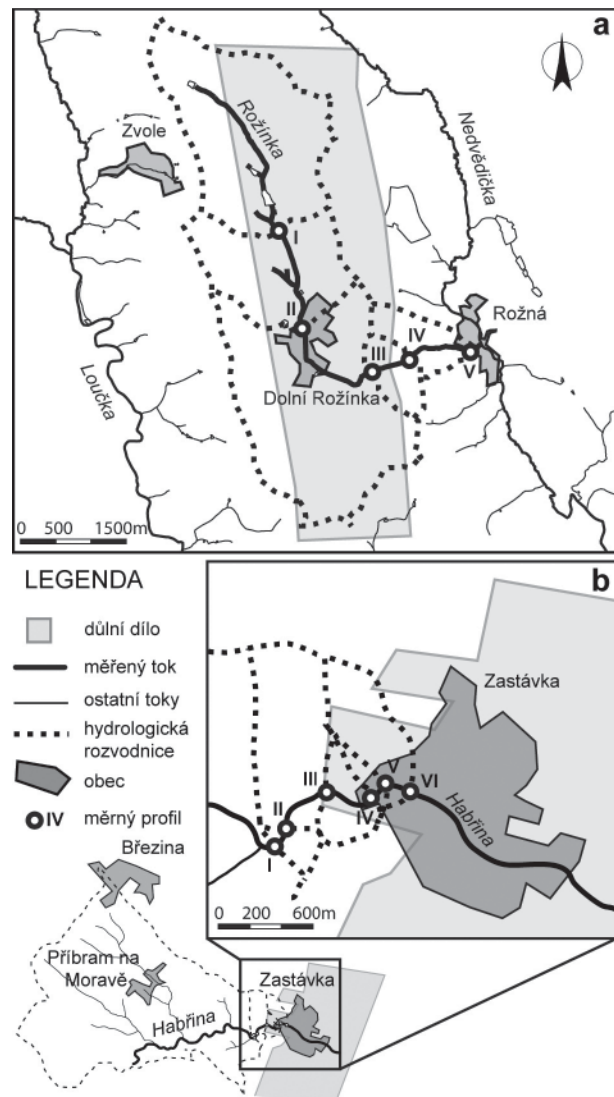 a
Zvole
Rožínka
Nedvědička
I
II
Rožná
III
IV
V
Dolní Rožínka
Loučka
0 500 1500m
LEGENDA
důlní dílo
měřený tok
ostatní toky
hydrologická
rozvodnice
obec
IV měrný profil
b
Zastávka
III
V
VI
II
IV
I
Habřina
0 200 600m
Březina
Příbram na
Moravě
Zastávka
Habřina